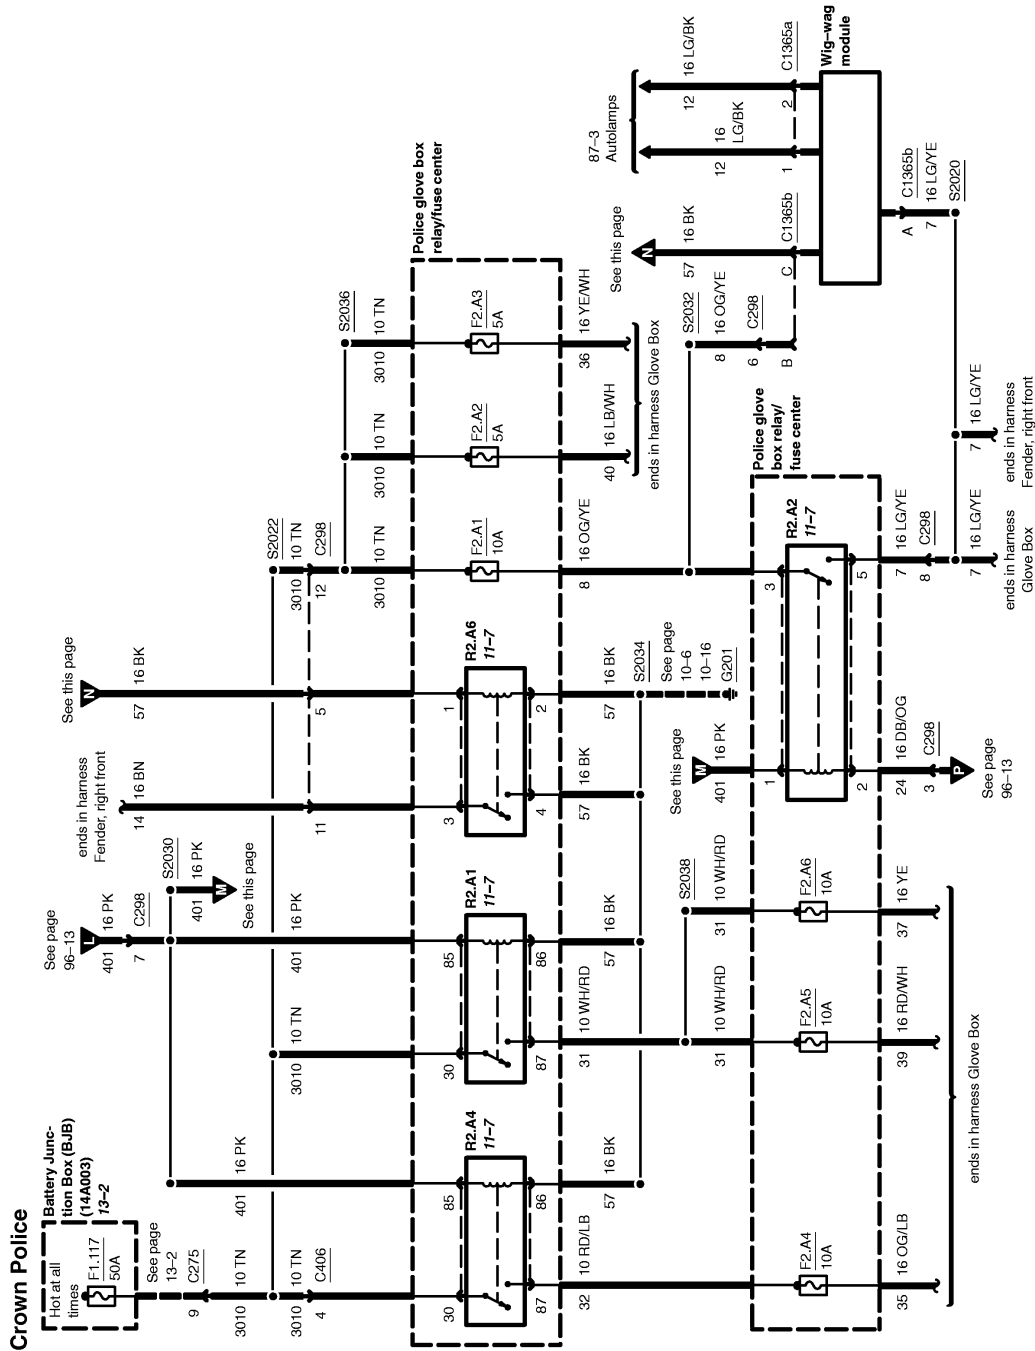 Crown Police
Battery Junc-
tion Box (BJB)
(14A003)
13–2
Hot at all
times
F1.117
50A
See page
13–2
C275
9
3010
10 TN
3010
10 TN
4
C406
401
16 PK
See page
96–13
L
401
16 PK
7
C298
S2030
401
16 PK
M
See this page
401
16 PK
3010
10 TN
ends in harness
Fender, right front
14
16 BN
11
See this page
N
57
16 BK
5
S2022
3010
10 TN
12
C298
3010
10 TN
S2036
3010
10 TN
3010
10 TN
Police glove box
relay/fuse center
R2.A4
11–7
30
85
87
86
R2.A1
11–7
30
85
87
86
R2.A6
11–7
3
1
4
2
F2.A1
10A
F2.A2
5A
F2.A3
5A
32
10 RD/LB
57
16 BK
31
10 WH/RD
57
16 BK
57
16 BK
57
16 BK
S2034
See page
10–6
10–16
G201
8
16 OG/YE
40
16 LB/WH
36
16 YE/WH
ends in harness Glove Box
S2038
31
10 WH/RD
31
10 WH/RD
See this page
M
401
16 PK
S2032
8
16 OG/YE
6
C298
B
See this page
N
57
16 BK
C
C1365b
87–3
Autolamps
12
16
LG/BK
1
12
16 LG/BK
2
C1365a
Wig–wag
module
A
C1365b
7
16 LG/YE
S2020
Police glove
box relay/
fuse center
F2.A4
10A
F2.A5
10A
F2.A6
10A
R2.A2
11–7
1
3
2
5
35
16 OG/LB
39
16 RD/WH
37
16 YE
ends in harness Glove Box
24
16 DB/OG
3
C298
P
See page
96–13
7
16 LG/YE
8
C298
7
16 LG/YE
ends in harness
Glove Box
7
16 LG/YE
ends in harness
Fender, right front